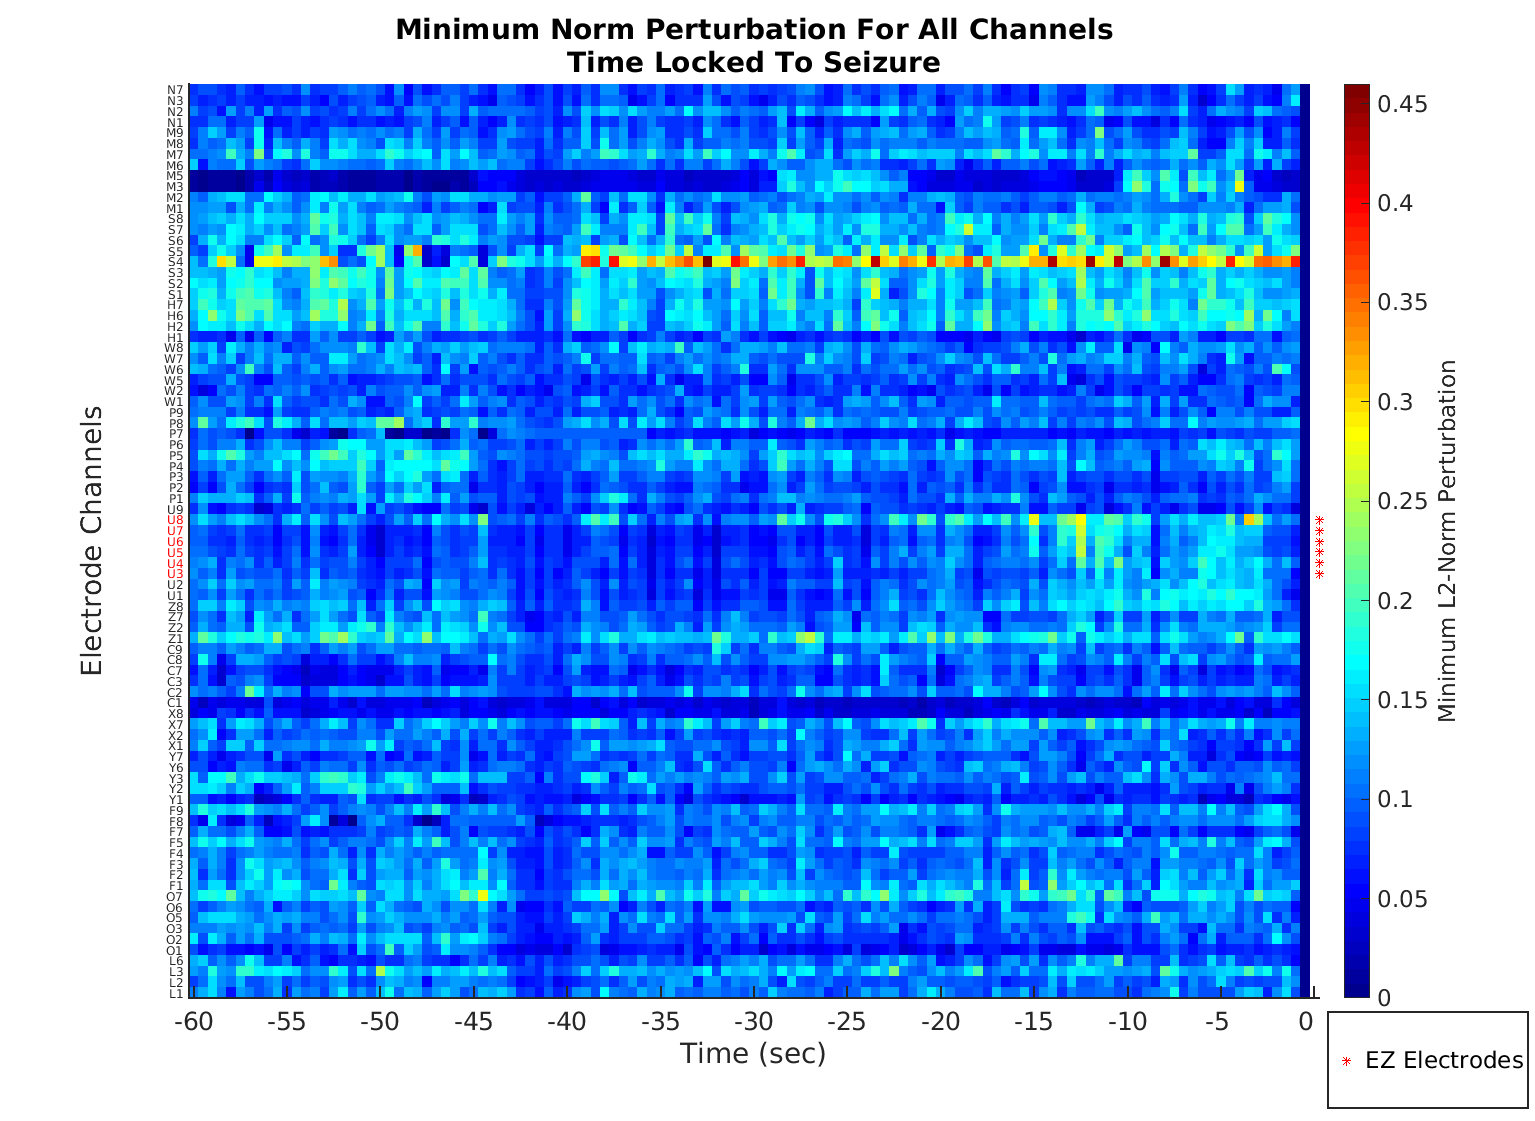 Minimum Norm Perturbation For All Channels
Time Locked To Seizure
Electrode Channels
N7
N3
N2
N1
M9
M8
M7
M6
M5
M3
M2
M1
S8
S7
S6
S5
S4
S3
S2
S1
H7
H6
H2
H1
W8
W7
W6
W5
W2
W1
P9
P8
P7
P6
P5
P4
P3
P2
P1
U9
U8
U7
U6
U5
U4
U3
U2
U1
Z8
Z7
Z2
Z1
C9
C8
C7
C3
C2
C1
X8
X7
X2
X1
Y7
Y6
Y3
Y2
Y1
F9
F8
F7
F5
F4
F3
F2
F1
O7
O6
O5
O3
O2
O1
L6
L3
L2
L1
-60 -55 -50 -45 -40 -35 -30 -25 -20 -15 -10 -5 0
Time (sec)
0.45
0.4
0.35
0.3
0.25
0.2
0.15
0.1
0.05
0
Minimum L2-Norm Perturbation
* EZ Electrodes